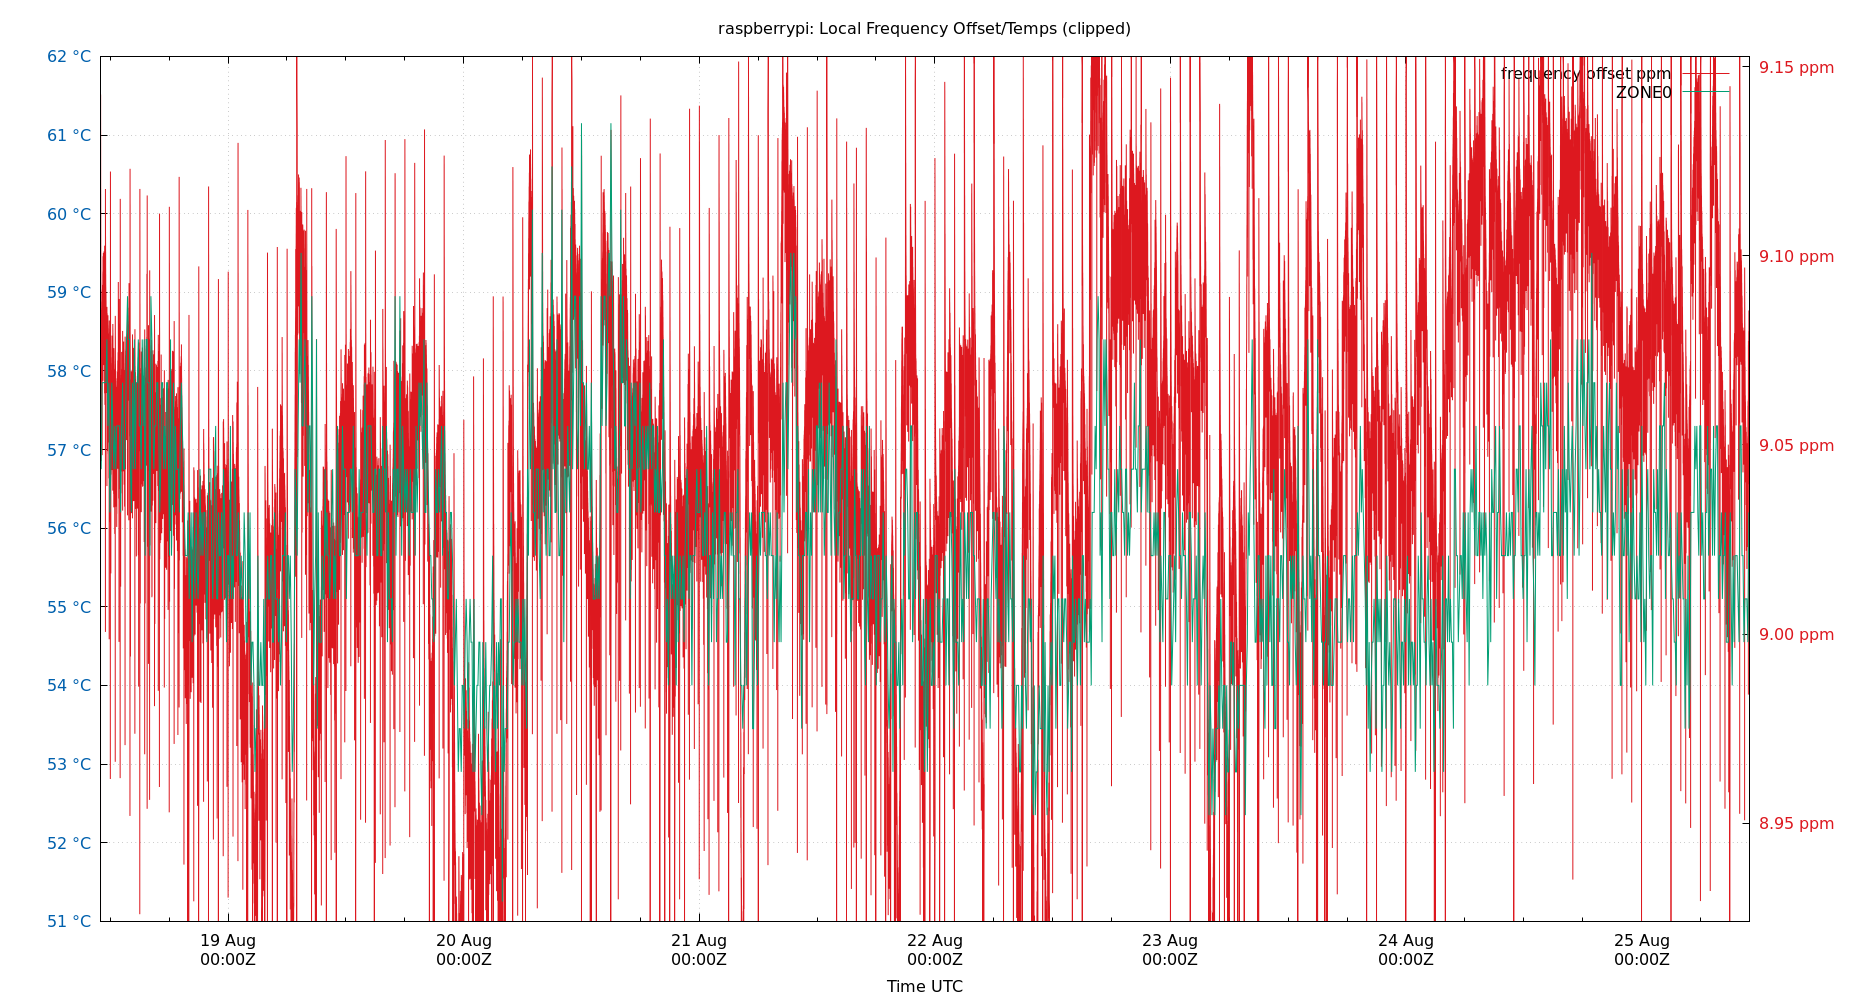 raspberrypi: Local Frequency Offset/Temps (clipped)
62 °C
61 °C
60 °C
59 °C
58 °C
57 °C
56 °C
55 °C
54 °C
53 °C
52 °C
51 °C
frequency offset ppm
ZONE0
9.15 ppm
9.10 ppm
9.05 ppm
9.00 ppm
8.95 ppm
19 Aug
00:00Z
20 Aug
00:00Z
21 Aug
00:00Z
22 Aug
00:00Z
23 Aug
00:00Z
24 Aug
00:00Z
25 Aug
00:00Z
Time UTC